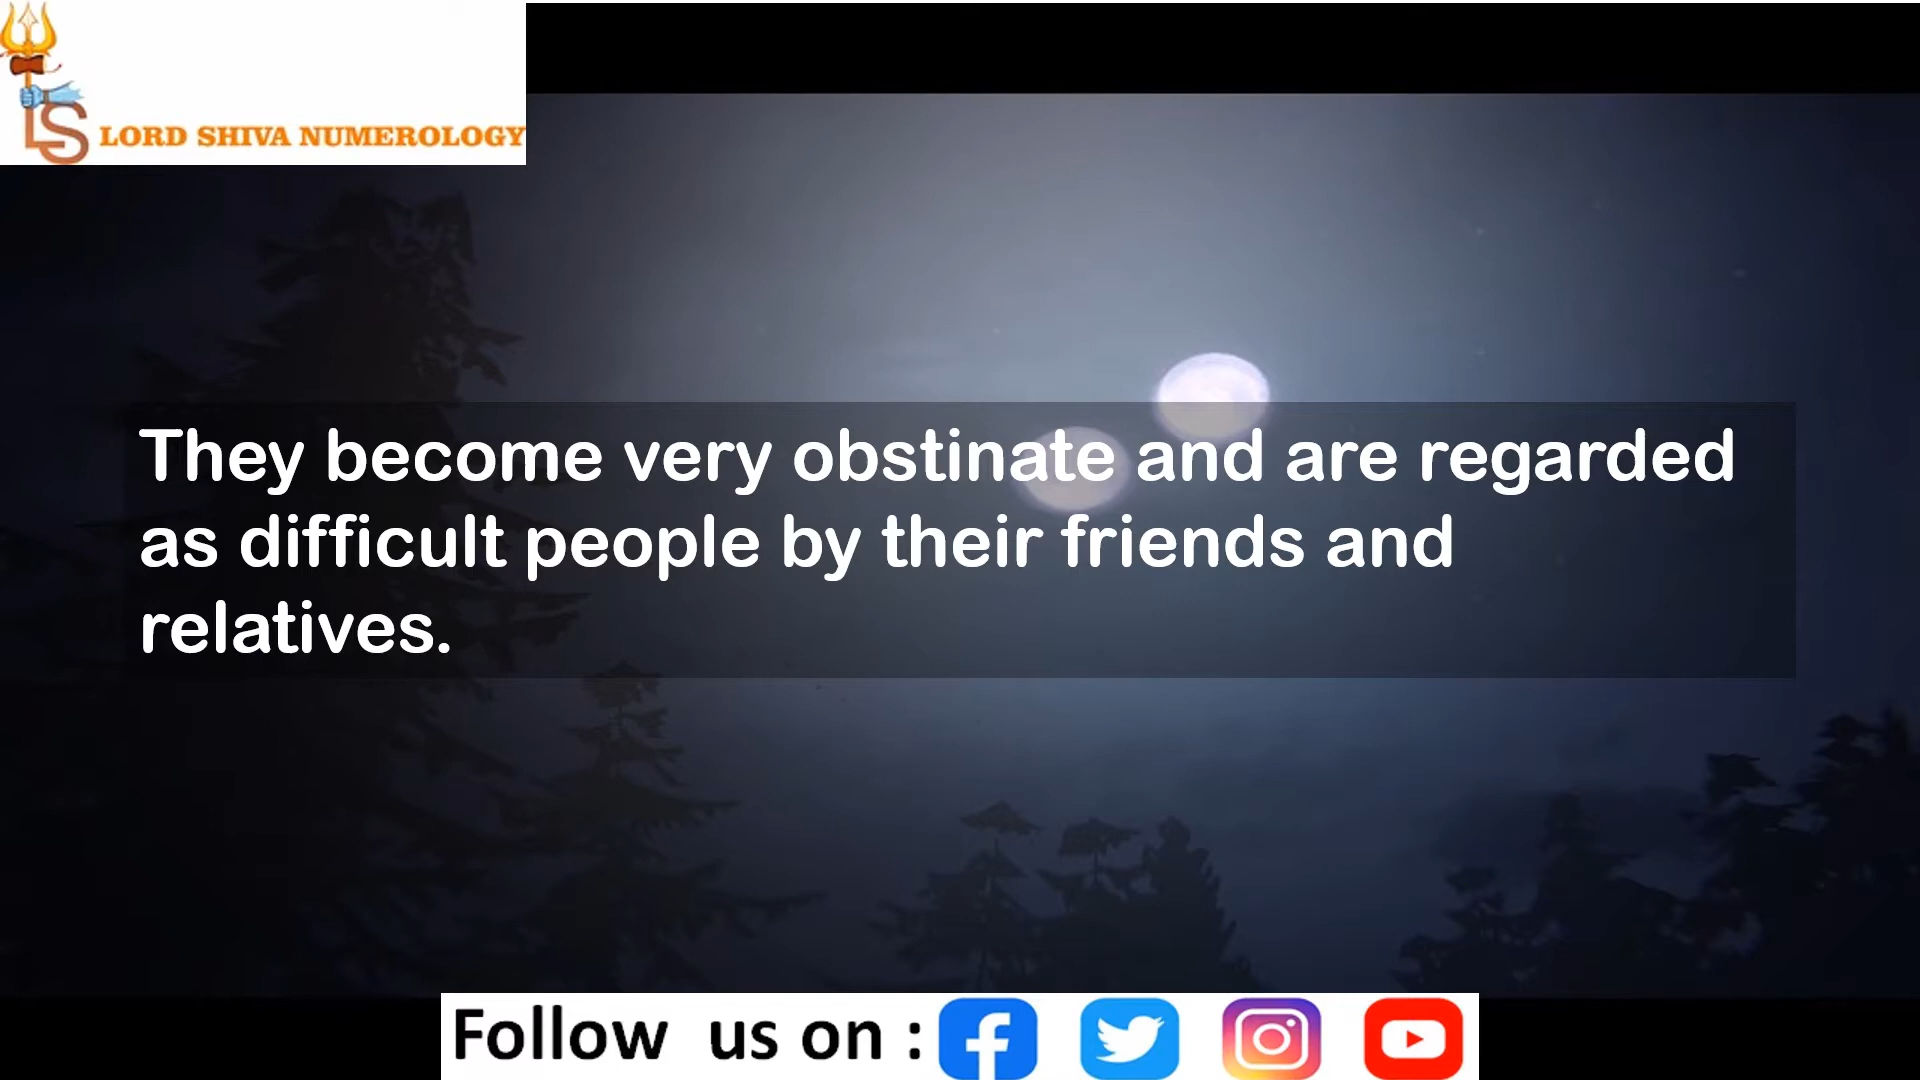 LS
LORD SHIVA NUMEROLOGY
They become very obstinate and are regarded
as difficult people by their friends and
relatives.
Follow us on :